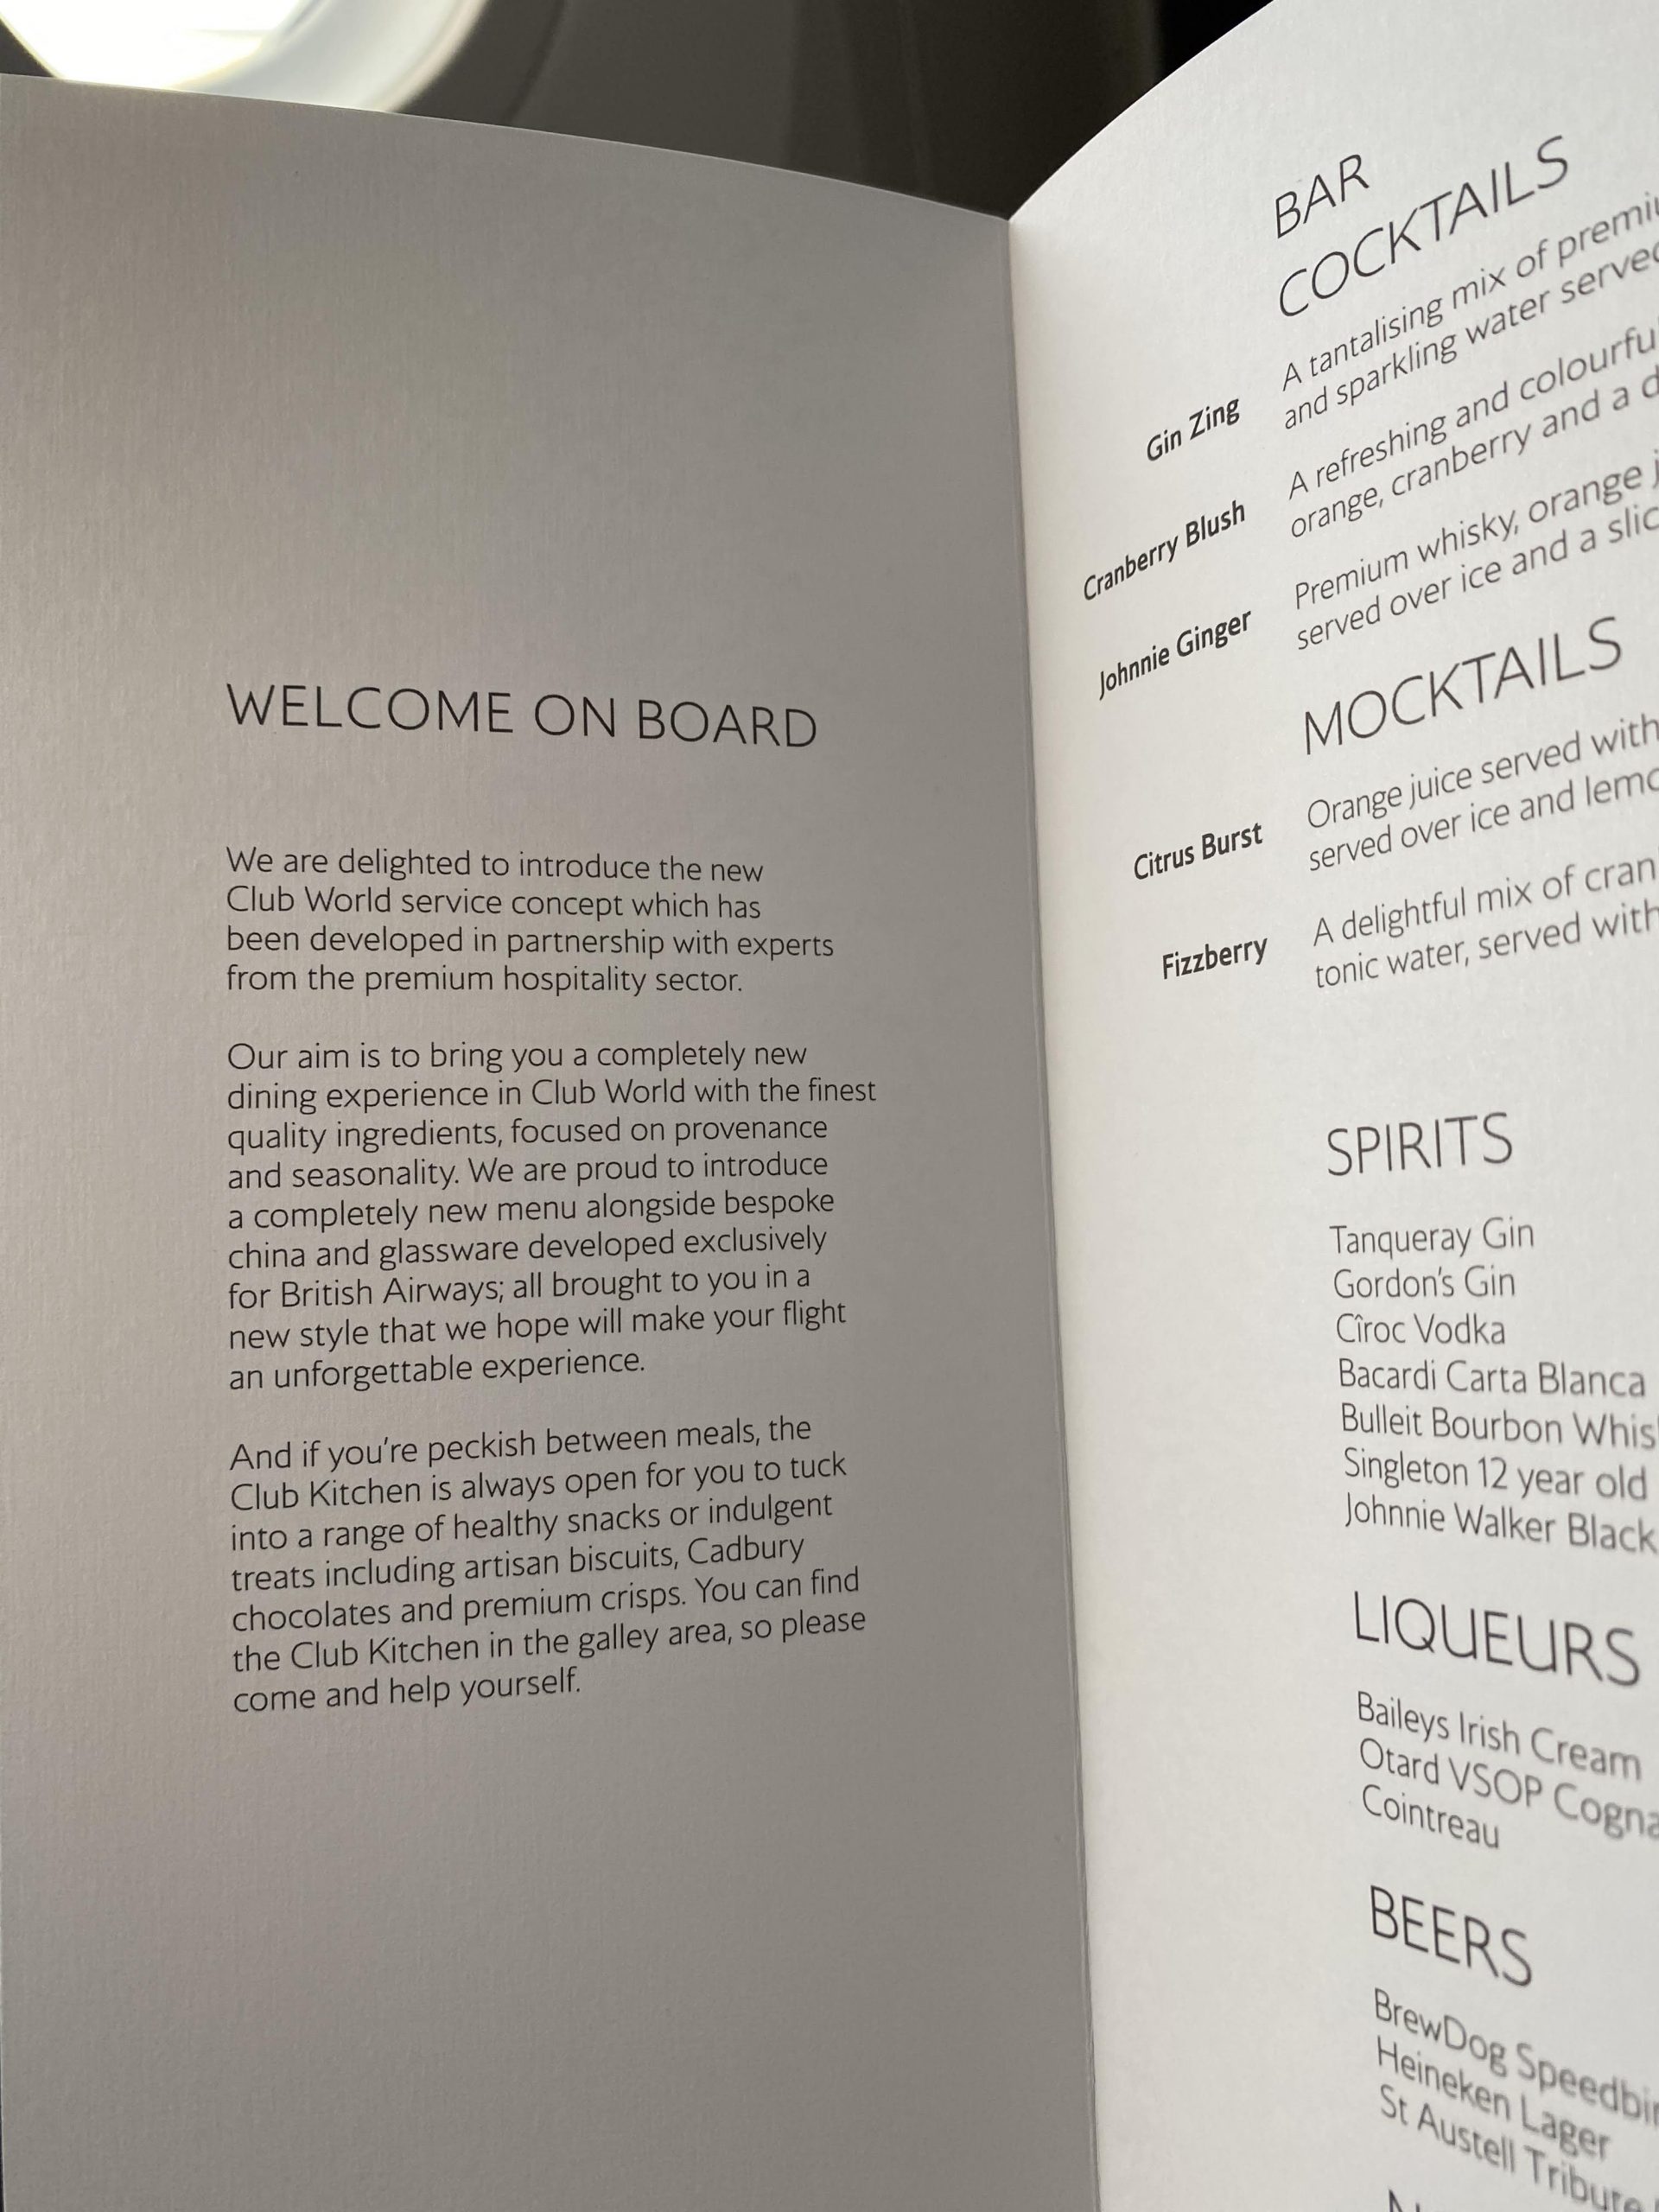 WELCOME ON BOARD
We are delighted to introduce the new
Club World service concept which has
been developed in partnership with experts
from the premium hospitality sector.
Our aim is to bring you a completely new
dining experience in Club World with the finest
quality ingredients, focused on provenance
and seasonality. We are proud to introduce
a completely new menu alongside bespoke
china and glassware developed exclusively
for British Airways; all brought to you in a
new style that we hope will make your flight
an unforgettable experience.
And if you're peckish between meals, the
Club Kitchen is always open for you to tuck
into a range of healthy snacks or indulgent
treats including artisan biscuits, Cadbury
chocolates and premium crisps. You can find
the Club Kitchen in the galley area, so please
come and help yourself.
BAR
COCKTAILS
Gin Zing
A tantalising mix of
and sparkling water
Cranberry Blush
A refreshing and
orange, cranberry and a
Johnnie Ginger
Premium whisky, orange
served over ice and a
MOCKTAILS
Citrus Burst
Orange juice served with
served over ice and
Fizzberry
A delightful mix of
tonic water, served with
SPIRITS
Tanqueray Gin
Gordon's Gin
Cîroc Vodka
Bacardi Carta Blanca
Bulleit Bourbon
Singleton 12 year old
Johnnie Walker Black
LIQUEURS
Baileys Irish Cream
Otard VSOP
Cointreau
BEERS
BrewDog
Heineken Lager
St Austell Tribute